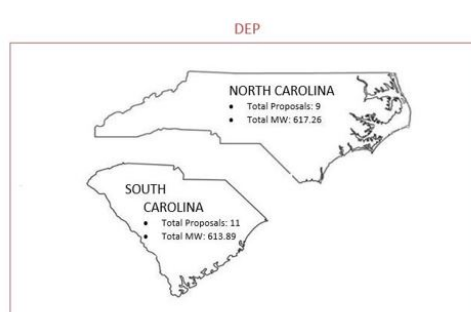 DEP
NORTH CAROLINA
• Total Proposals: 9
• Total MW: 617.26
SOUTH
CAROLINA
• Total Proposals: 11
• Total MW: 613.89